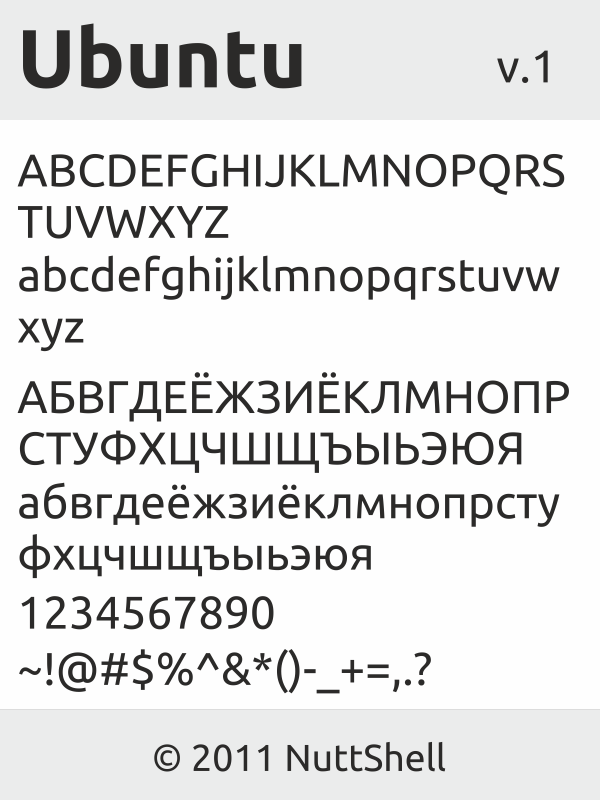 Ubuntu
v.1
ABCDEFGHIJKLMNOPQRS
TUVWXYZ
abcdefghijklmnopqrstuvw
xyz
АБВГДЕЁЖЗИЁКЛМНОПР
СТУФХЦЧШЩЪЫЬЭЮЯ
абвгдеёжзиёклмнопрсту
фхцчшщъыьэюя
1234567890
~!@#$%^&*()-_+=,.?
© 2011 NuttShell